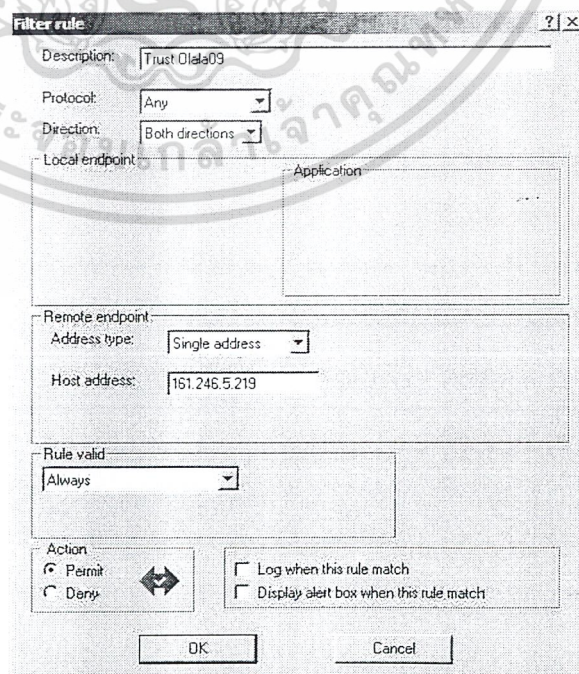 Filter rule
Description: Trust Olala09
Protocol: Any
Direction: Both directions
Local endpoint
Application
Remote endpoint
Address type: Single address
Host address: 161.246.5.219
Rule valid
Always
Action
Permit
Deny
Log when this rule match
Display alert box when this rule match
OK
Cancel